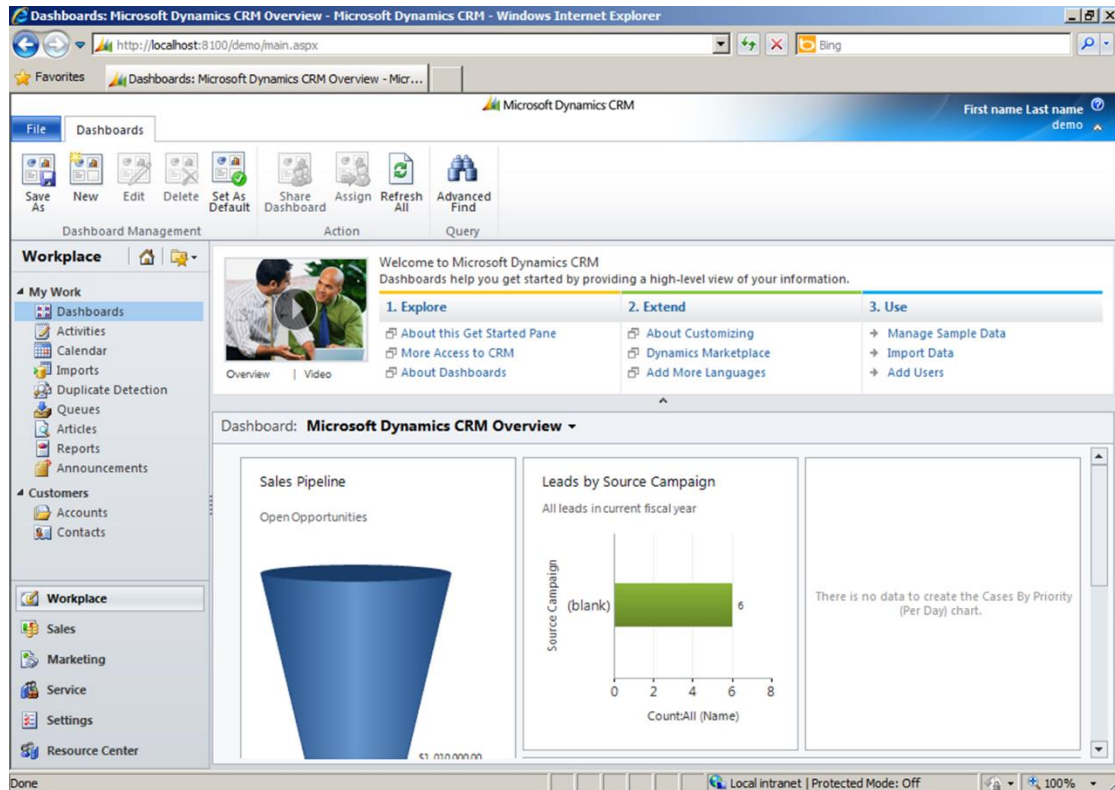 Dashboards: Microsoft Dynamics CRM Overview - Microsoft Dynamics CRM - Windows Internet Explorer
http://localhost:8100/demo/main.aspx
Bing
Favorites
Dashboards: Microsoft Dynamics CRM Overview - Micr...
Microsoft Dynamics CRM
First name Last name
demo
File Dashboards
Save As
New
Edit
Delete
Set As Default
Share Dashboard
Assign
Refresh All
Advanced Find
Dashboard Management
Action
Query
Workplace
My Work
Dashboards
Activities
Calendar
Imports
Duplicate Detection
Queues
Articles
Reports
Announcements
Customers
Accounts
Contacts
Workplace
Sales
Marketing
Service
Settings
Resource Center
Overview | Video
Welcome to Microsoft Dynamics CRM
Dashboards help you get started by providing a high-level view of your information.
1. Explore
About this Get Started Pane
More Access to CRM
About Dashboards
2. Extend
About Customizing
Dynamics Marketplace
Add More Languages
3. Use
Manage Sample Data
Import Data
Add Users
Dashboard: Microsoft Dynamics CRM Overview
Sales Pipeline
Open Opportunities
$1,010,000.00
Leads by Source Campaign
All leads in current fiscal year
Source Campaign
(blank)
6
0 2 4 6 8
Count:All (Name)
There is no data to create the Cases By Priority
(Per Day) chart.
Done
Local intranet | Protected Mode: Off
100%